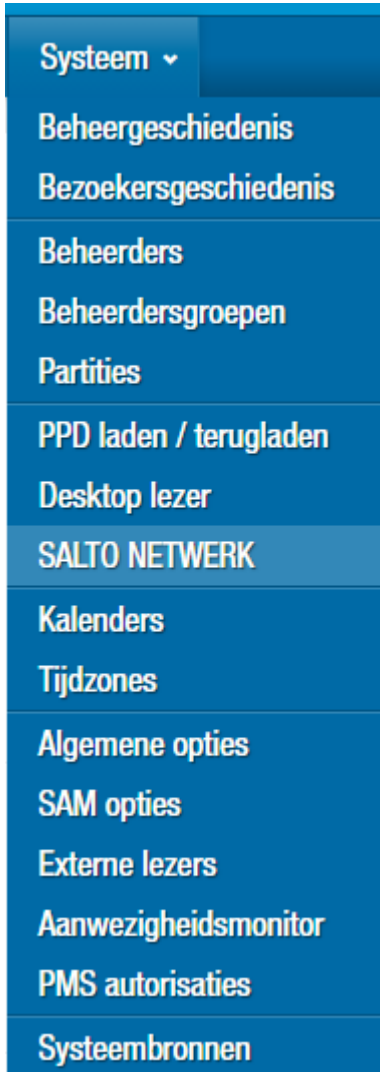 Systeem
Beheergeschiedenis
Bezoekersgeschiedenis
Beheerders
Beheerdersgroepen
Partities
PPD laden / terugladen
Desktop lezer
SALTO NETWERK
Kalenders
Tijdzones
Algemene opties
SAM opties
Externe lezers
Aanwezigheidsmonitor
PMS autorisaties
Systeembronnen